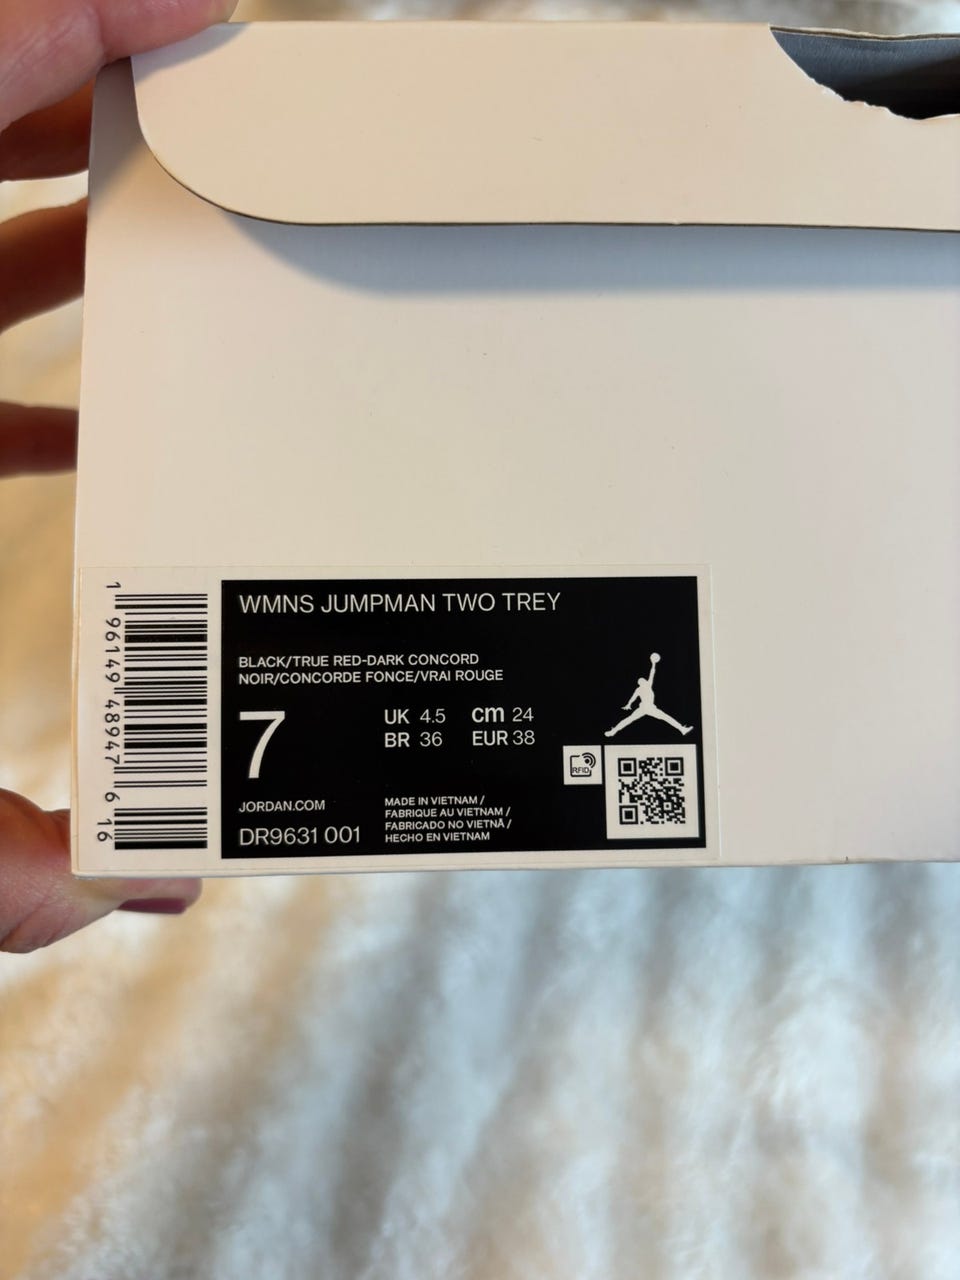 WMNS JUMPMAN TWO TREY
BLACK/TRUE RED-DARK CONCORD
NOIR/CONCORDE FONCE/VRAI ROUGE
7
UK 4.5 cm 24
BR 36 EUR 38
RFID
JORDAN.COM
DR9631 001
MADE IN VIETNAM /
FABRIQUE AU VIETNAM /
FABRICADO NO VIETNÃ /
HECHO EN VIETNAM
1 96149 48947 6 16